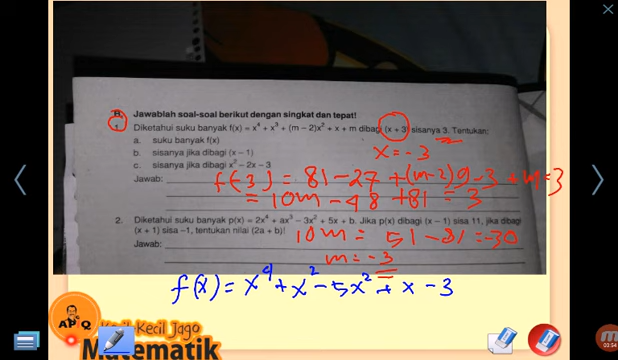 B. Jawablah soal-soal berikut dengan singkat dan tepat!
1. Diketahui suku banyak f(x) = x⁴ + x³ + (m − 2)x² + x + m dibagi (x + 3) sisanya 3. Tentukan:
a. suku banyak f(x)
b. sisanya jika dibagi (x − 1)
c. sisanya jika dibagi x² − 2x − 3
x = −3
Jawab:
f(−3) = 81 − 27 + (m−2)9 − 3 + m = 3
= 10m − 48 + 81 = 3
2. Diketahui suku banyak p(x) = 2x⁴ + ax³ − 3x² + 5x + b. Jika p(x) dibagi (x − 1) sisa 11, jika dibagi
(x + 1) sisa −1, tentukan nilai (2a + b)!
10m = 51 − 81 = −30
Jawab:
m = −3
f(x) = x⁴ + x² − 5x² + x − 3
Kecil Jago
Matematik
03:54